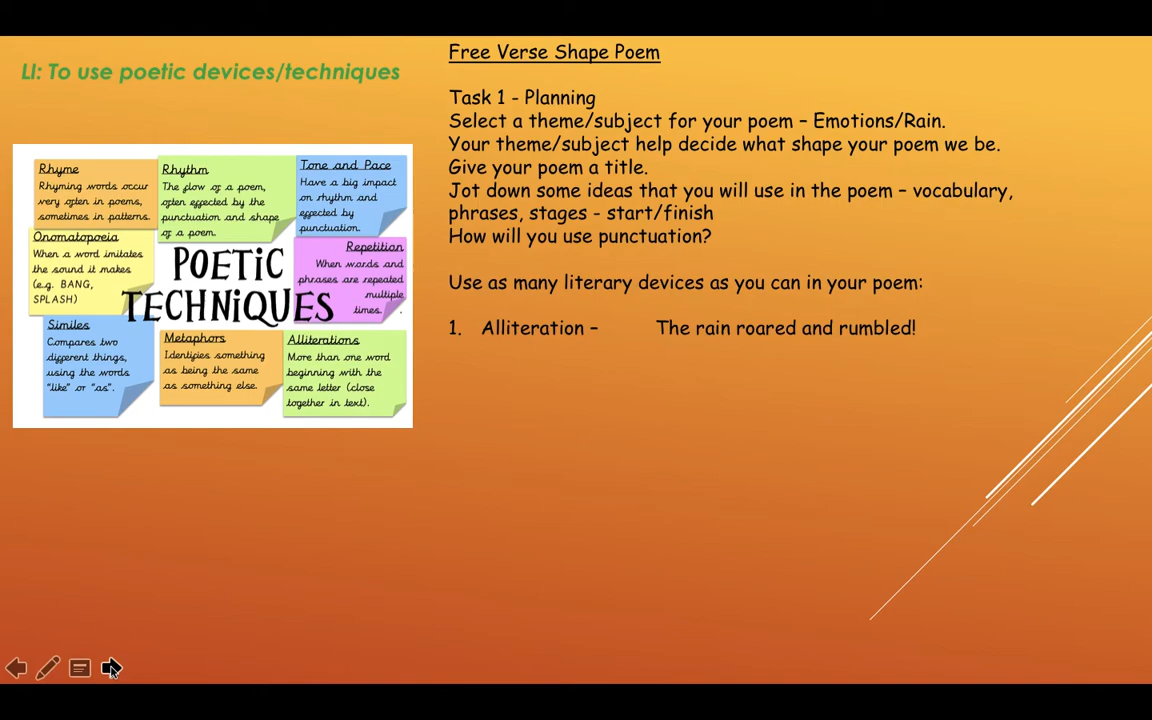 LI: To use poetic devices/techniques
Rhyme
Rhyming words occur
very often in poems,
sometimes in patterns.
Rhythm
The flow of a poem,
often effected by the
punctuation and shape
of a poem.
Tone and Pace
Have a big impact
on rhythm and
effected by
punctuation.
Onomatopoeia
When a word imitates
the sound it makes
(e.g. BANG,
SPLASH)
POETIC
TECHNIQUES
Repetition
When words and
phrases are repeated
multiple
times.
Similes
Compares two
different things,
using the words
"like" or "as".
Metaphors
Identifies something
as being the same
as something else.
Alliterations
More than one word
beginning with the
same letter (close
together in text).
Free Verse Shape Poem
Task 1 - Planning
Select a theme/subject for your poem – Emotions/Rain.
Your theme/subject help decide what shape your poem we be.
Give your poem a title.
Jot down some ideas that you will use in the poem – vocabulary,
phrases, stages - start/finish
How will you use punctuation?
Use as many literary devices as you can in your poem:
1. Alliteration – The rain roared and rumbled!